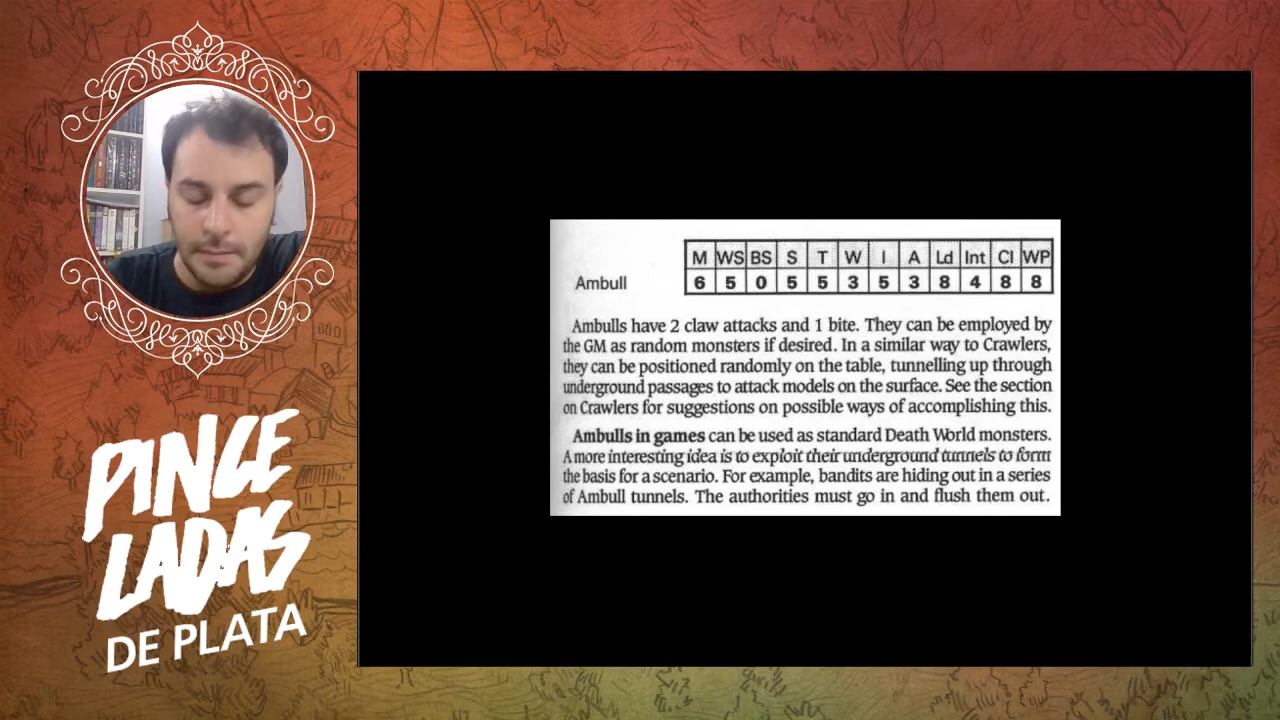 PINCE
LADAS
DE PLATA
M WS BS S T W I A Ld Int Cl WP
Ambull 6 5 0 5 5 3 5 3 8 4 8 8
Ambulls have 2 claw attacks and 1 bite. They can be employed by
the GM as random monsters if desired. In a similar way to Crawlers,
they can be positioned randomly on the table, tunnelling up through
underground passages to attack models on the surface. See the section
on Crawlers for suggestions on possible ways of accomplishing this.
Ambulls in games can be used as standard Death World monsters.
A more interesting idea is to exploit their underground tunnels to form
the basis for a scenario. For example, bandits are hiding out in a series
of Ambull tunnels. The authorities must go in and flush them out.